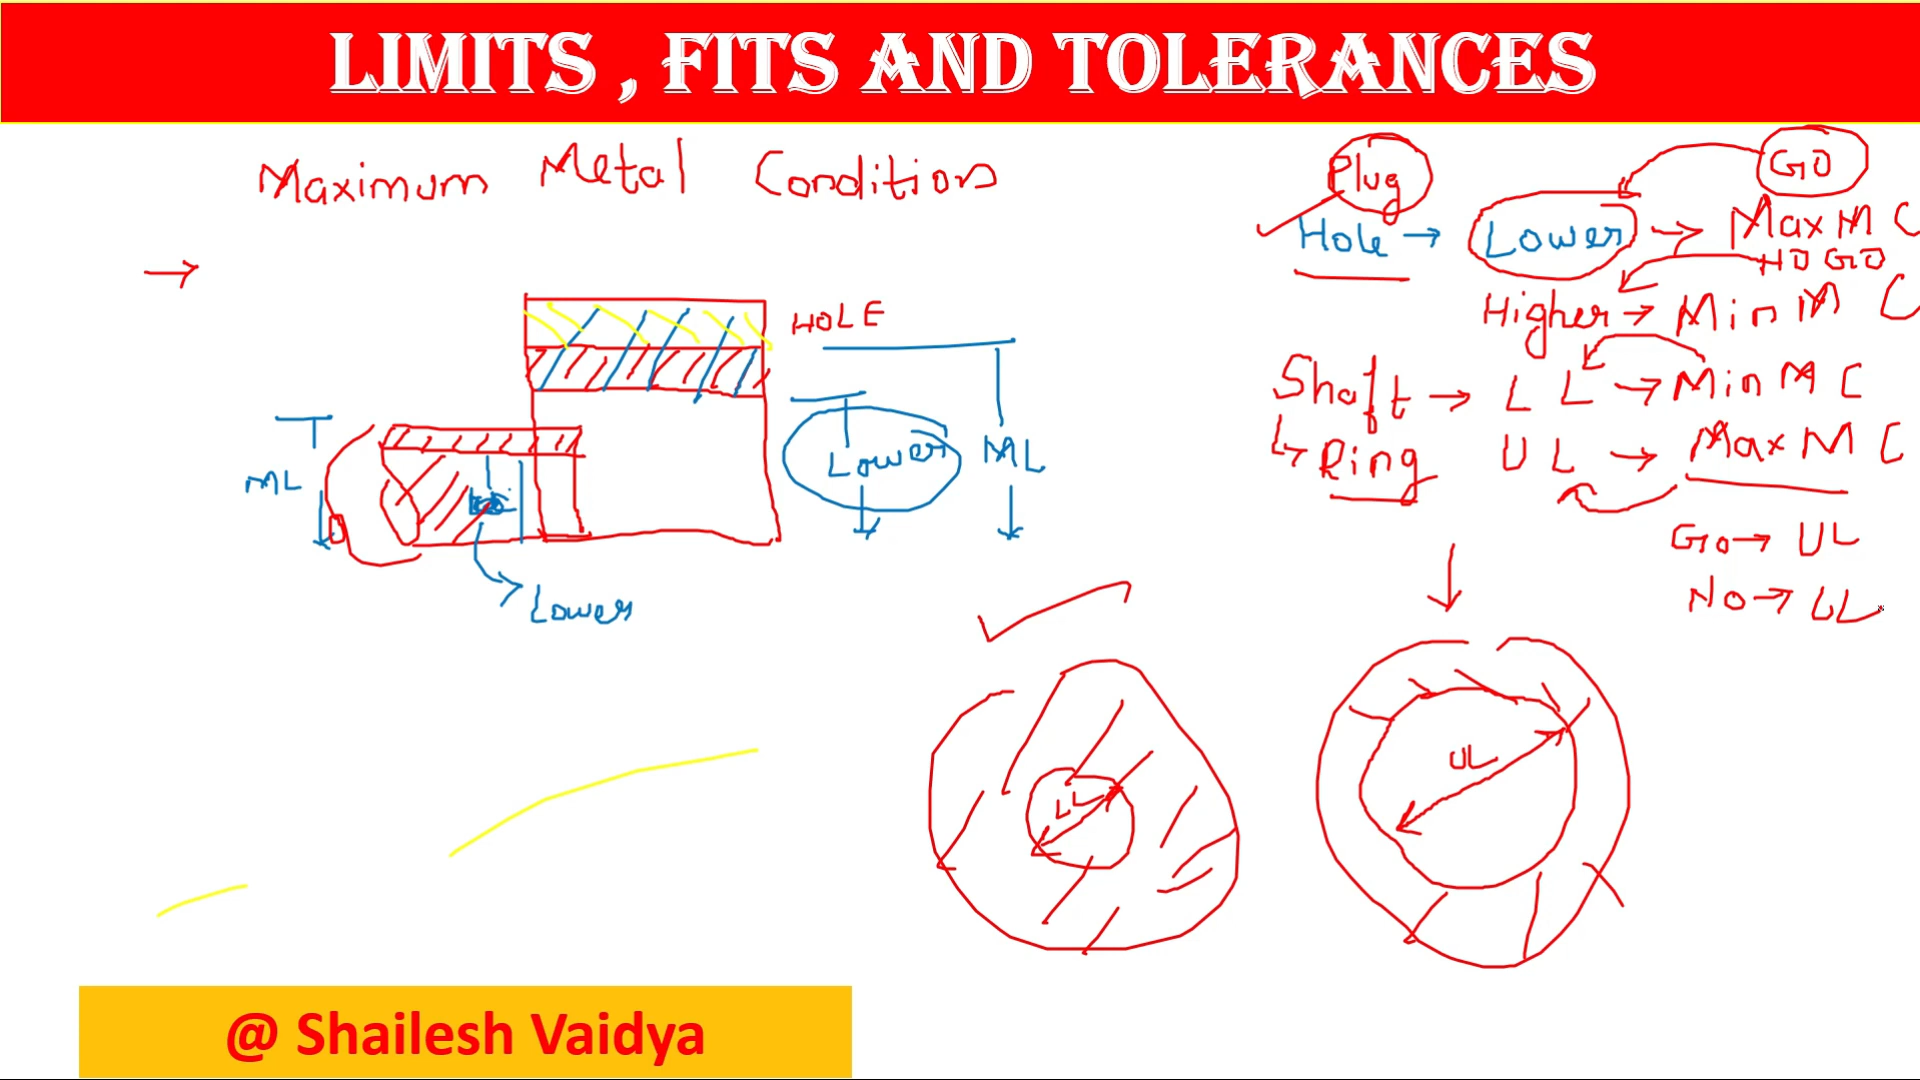 LIMITS , FITS AND TOLERANCES
Maximum Metal Condition
Plug
GO
Hole → Lower → Max M C
NO GO
Higher → Min M C
HOLE
Shaft → L L → Min M C
Lower
ML
ML
↳ Ring U L → Max M C
Go → UL
No → LL
Lower
LL
UL
@ Shailesh Vaidya